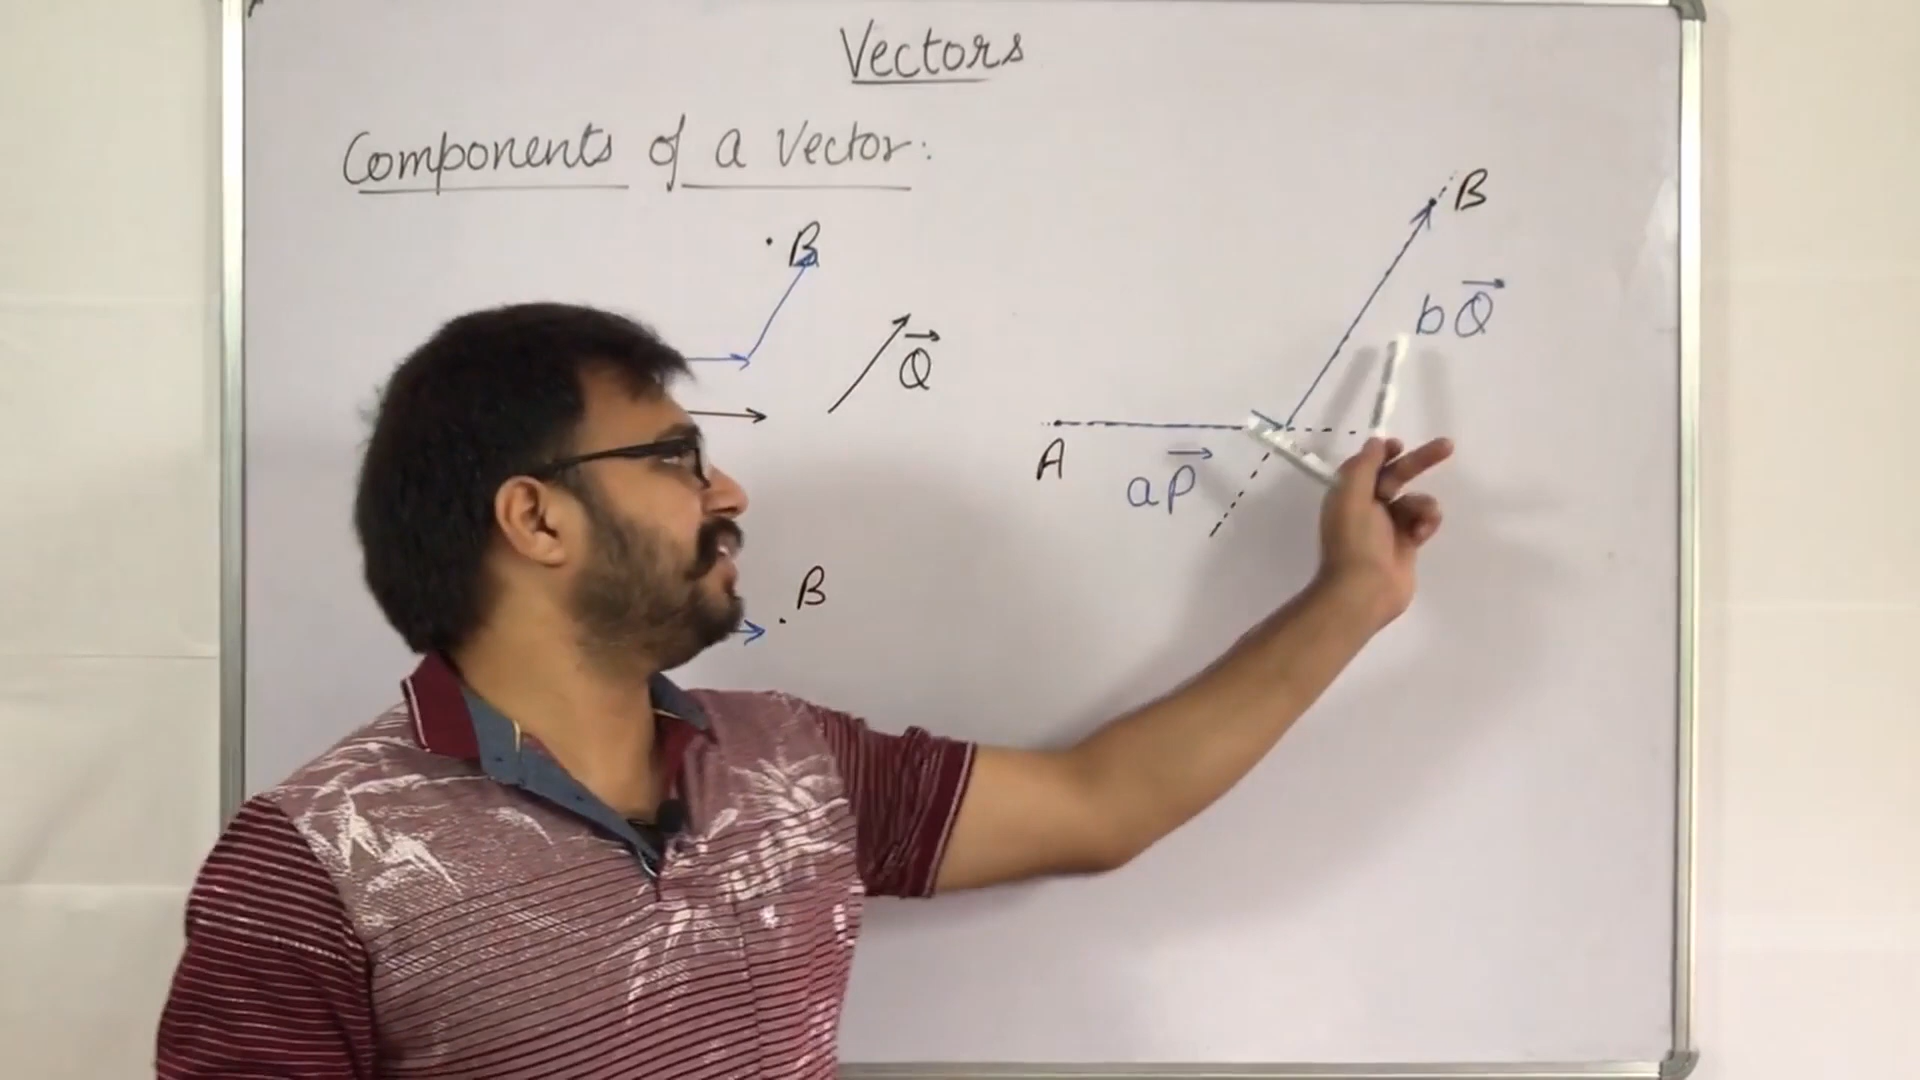 Vectors
Components of a Vector:
B
Q⃗
B
B
bQ⃗
A
aP⃗